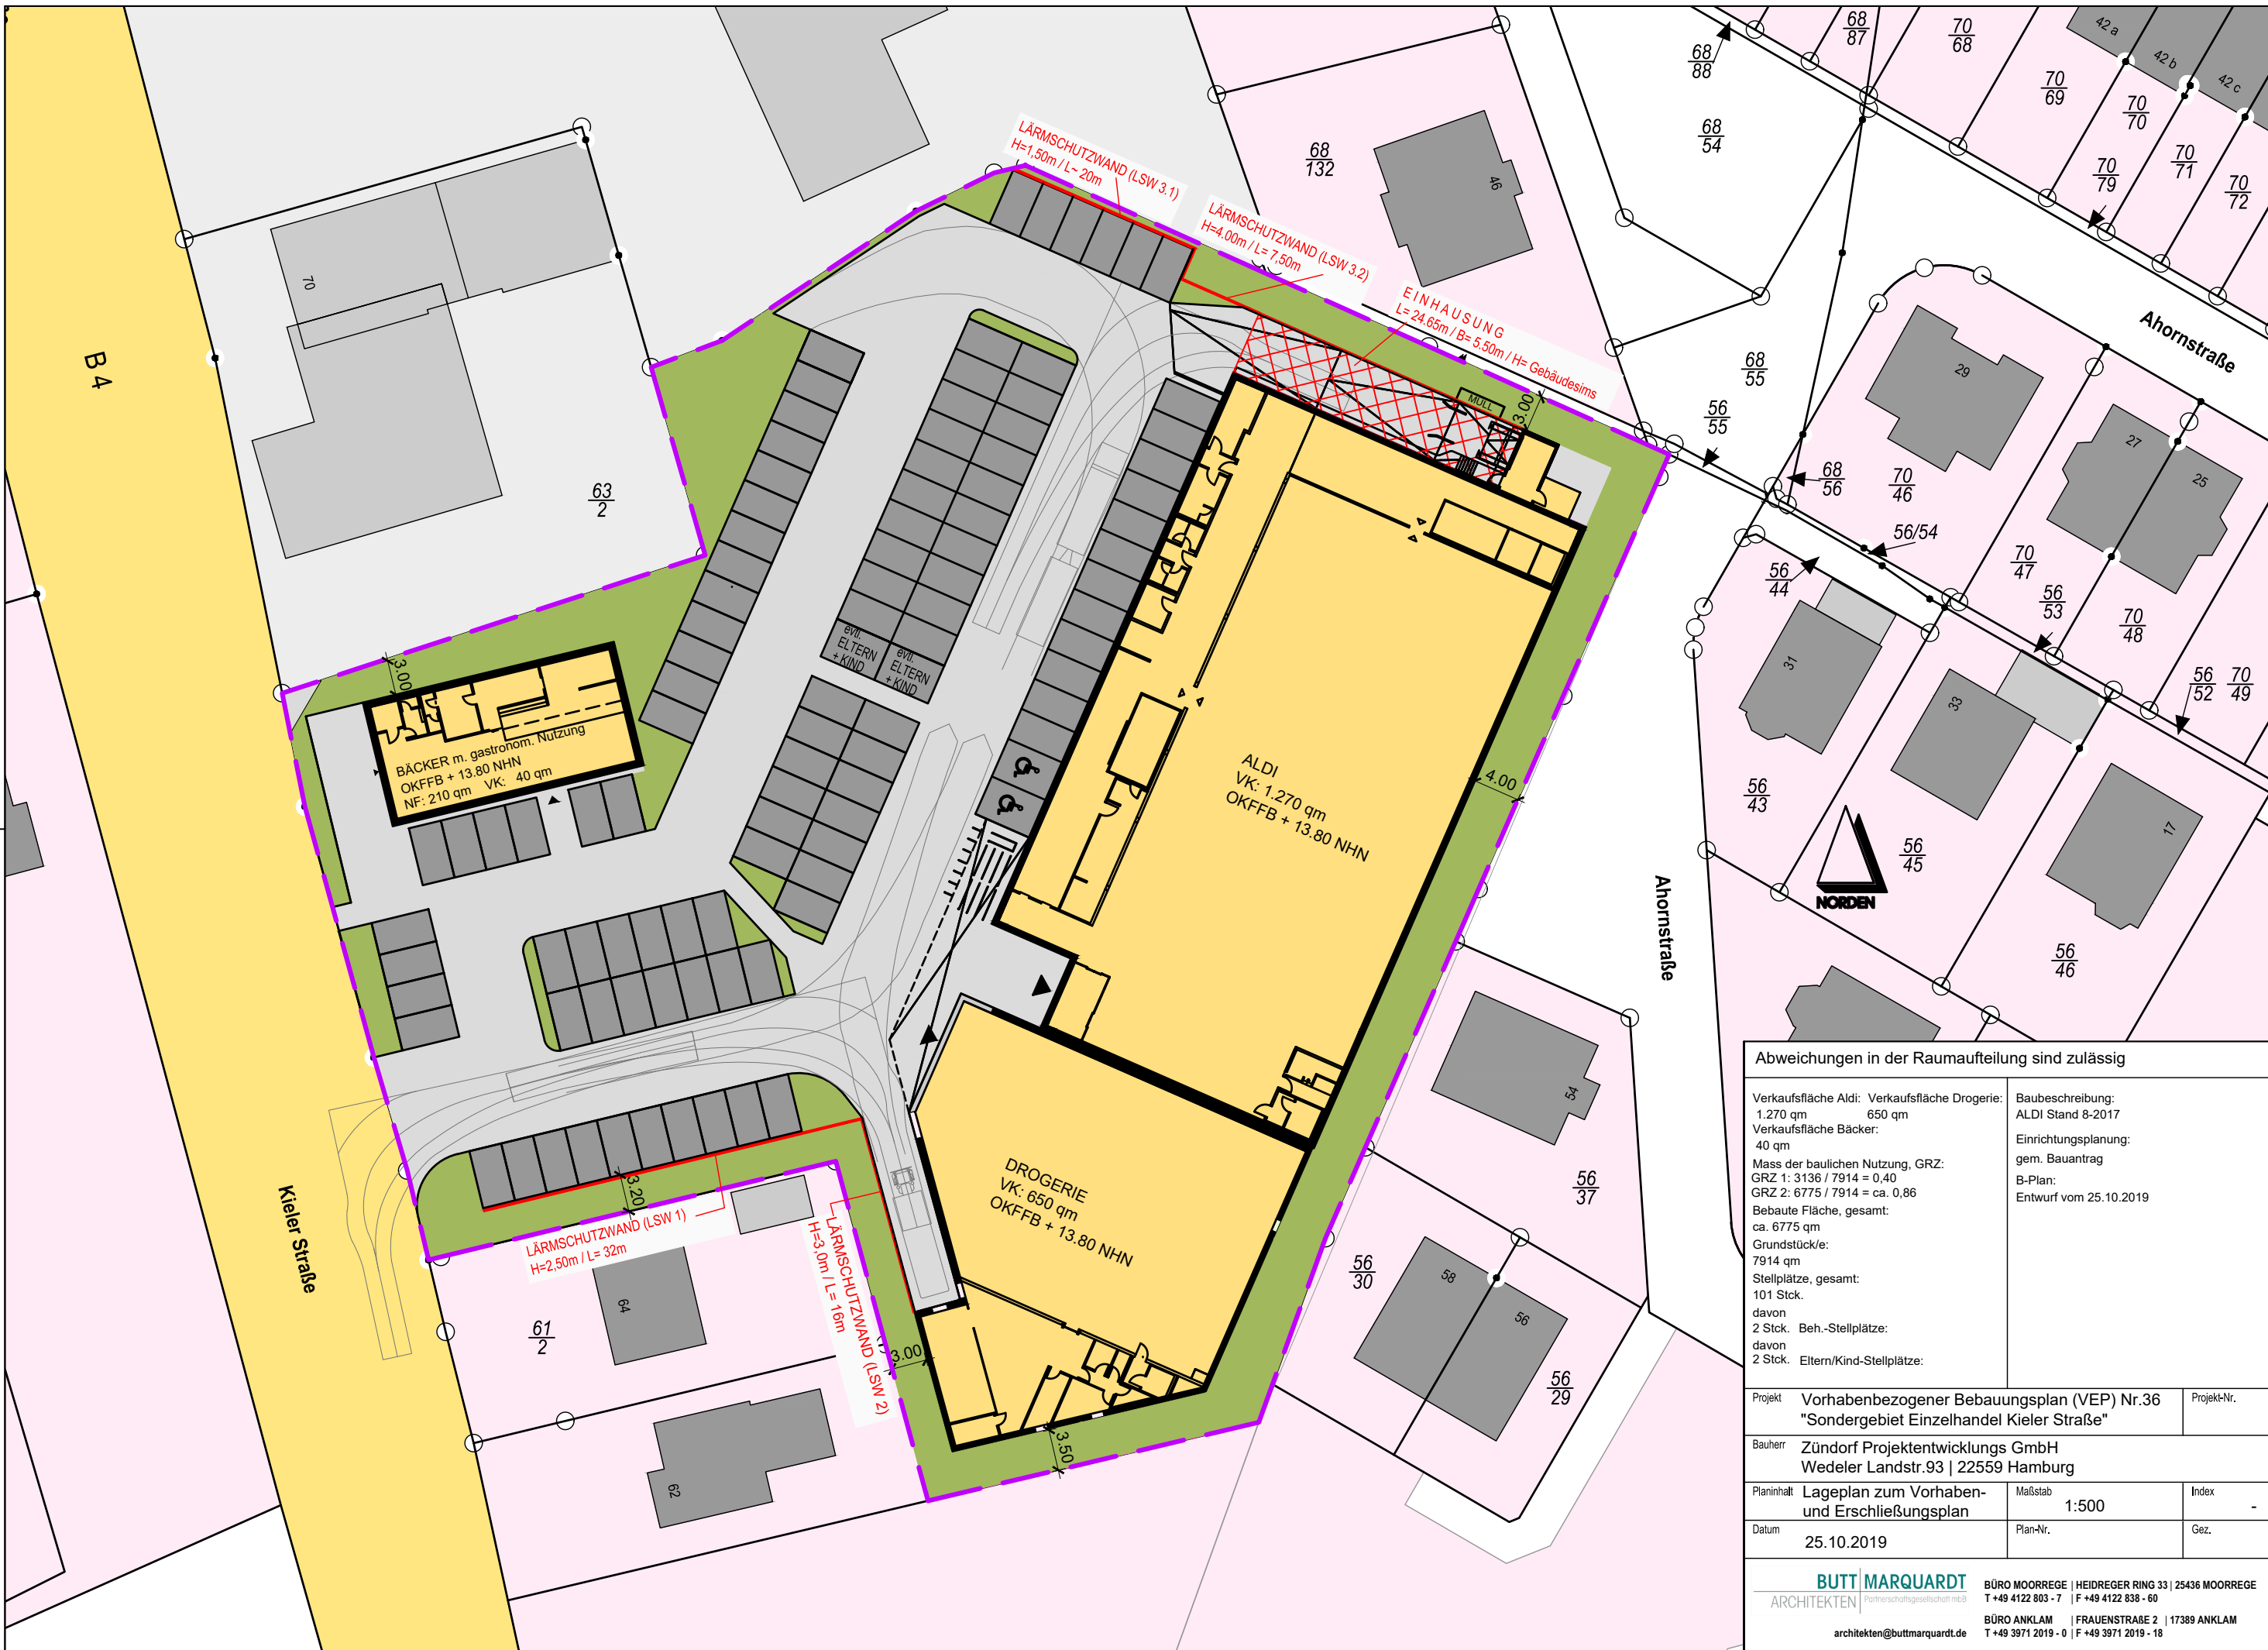 B 4
70
63
2
LÄRMSCHUTZWAND (LSW 3.1)
H=1,50m / L~ 20m
LÄRMSCHUTZWAND (LSW 3.2)
H=4.00m / L= 7,50m
EINHAUSUNG
L= 24.65m / B= 5.50m / H= Gebäudesims
MÜLL
3.00
68
132
46
68
88
68
87
70
68
68
54
70
69
70
70
70
79
70
71
70
72
42 a
42 b
42 c
Ahornstraße
68
55
56
55
68
56
70
46
29
27
25
56/54
56
44
70
47
56
53
70
48
56
52
70
49
31
33
17
56
43
56
45
56
46
NORDEN
Ahornstraße
evtl.
ELTERN
+ KIND
evtl.
ELTERN
+ KIND
3.00
BÄCKER m. gastronom. Nutzung
OKFFB + 13.80 NHN
NF: 210 qm VK: 40 qm
ALDI
VK: 1.270 qm
OKFFB + 13.80 NHN
4.00
DROGERIE
VK: 650 qm
OKFFB + 13.80 NHN
3.20
LÄRMSCHUTZWAND (LSW 1)
H=2,50m / L= 32m
LÄRMSCHUTZWAND (LSW 2)
H=3,0m / L= 16m
3.00
3.50
Kieler Straße
61
2
64
62
54
56
37
56
30
58
56
56
29
Abweichungen in der Raumaufteilung sind zulässig
Verkaufsfläche Aldi: Verkaufsfläche Drogerie:
1.270 qm 650 qm
Verkaufsfläche Bäcker:
40 qm
Mass der baulichen Nutzung, GRZ:
GRZ 1: 3136 / 7914 = 0,40
GRZ 2: 6775 / 7914 = ca. 0,86
Bebaute Fläche, gesamt:
ca. 6775 qm
Grundstück/e:
7914 qm
Stellplätze, gesamt:
101 Stck.
davon
2 Stck. Beh.-Stellplätze:
davon
2 Stck. Eltern/Kind-Stellplätze:
Baubeschreibung:
ALDI Stand 8-2017
Einrichtungsplanung:
gem. Bauantrag
B-Plan:
Entwurf vom 25.10.2019
Projekt Vorhabenbezogener Bebauungsplan (VEP) Nr.36
"Sondergebiet Einzelhandel Kieler Straße"
Projekt-Nr.
Bauherr Zündorf Projektentwicklungs GmbH
Wedeler Landstr.93 | 22559 Hamburg
Planinhalt Lageplan zum Vorhaben-
und Erschließungsplan
Maßstab
1:500
Index
-
Datum
25.10.2019
Plan-Nr.
Gez.
BUTT MARQUARDT
ARCHITEKTEN Partnerschaftsgesellschaft mbB
architekten@buttmarquardt.de
BÜRO MOORREGE | HEIDREGER RING 33 | 25436 MOORREGE
T +49 4122 803 - 7 | F +49 4122 838 - 60
BÜRO ANKLAM | FRAUENSTRAßE 2 | 17389 ANKLAM
T +49 3971 2019 - 0 | F +49 3971 2019 - 18